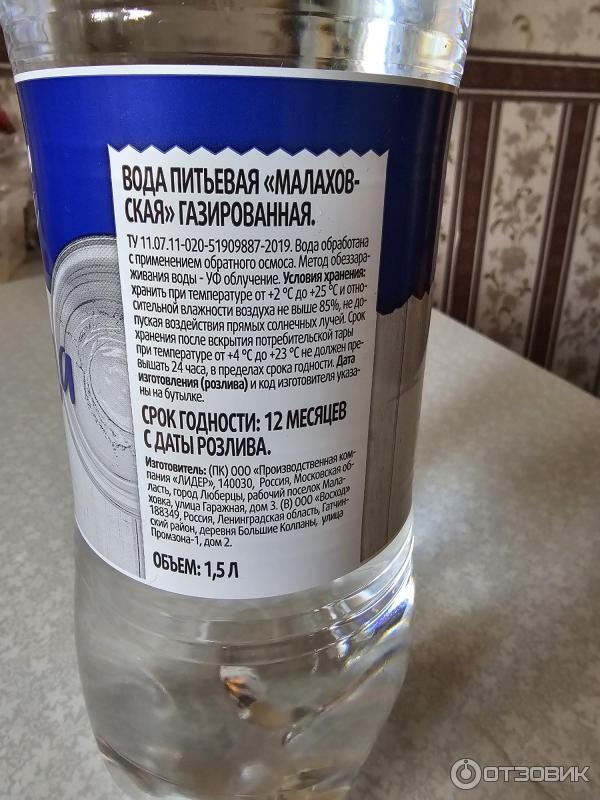 ВОДА ПИТЬЕВАЯ «МАЛАХОВ-
СКАЯ» ГАЗИРОВАННАЯ.
ТУ 11.07.11-020-51909887-2019. Вода обработана
с применением обратного осмоса. Метод обеззара-
живания воды - УФ облучение. Условия хранения:
хранить при температуре от +2 °С до +25 °С и отно-
сительной влажности воздуха не выше 85%, не до-
пуская воздействия прямых солнечных лучей. Срок
хранения после вскрытия потребительской тары
при температуре от +4 °С до +23 °С не должен пре-
вышать 24 часа, в пределах срока годности. Дата
изготовления (розлива) и код изготовителя указа-
ны на бутылке.
СРОК ГОДНОСТИ: 12 МЕСЯЦЕВ
С ДАТЫ РОЗЛИВА.
Изготовитель: (ПК) ООО «Производственная ком-
пания «ЛИДЕР», 140030, Россия, Московская об-
ласть, город Люберцы, рабочий поселок Мала-
ховка, улица Гаражная, дом 3. (В) ООО «Восход»
188349, Россия, Ленинградская область, Гатчин-
ский район, деревня Большие Колпаны, улица
Промзона-1, дом 2.
ОБЪЕМ: 1,5 Л
ОТЗОВИК